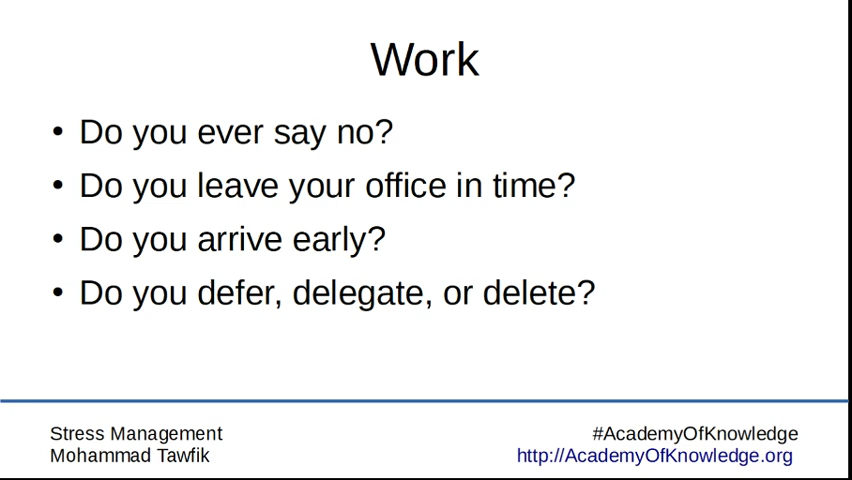 Work
• Do you ever say no?
• Do you leave your office in time?
• Do you arrive early?
• Do you defer, delegate, or delete?
Stress Management
Mohammad Tawfik
#AcademyOfKnowledge
http://AcademyOfKnowledge.org